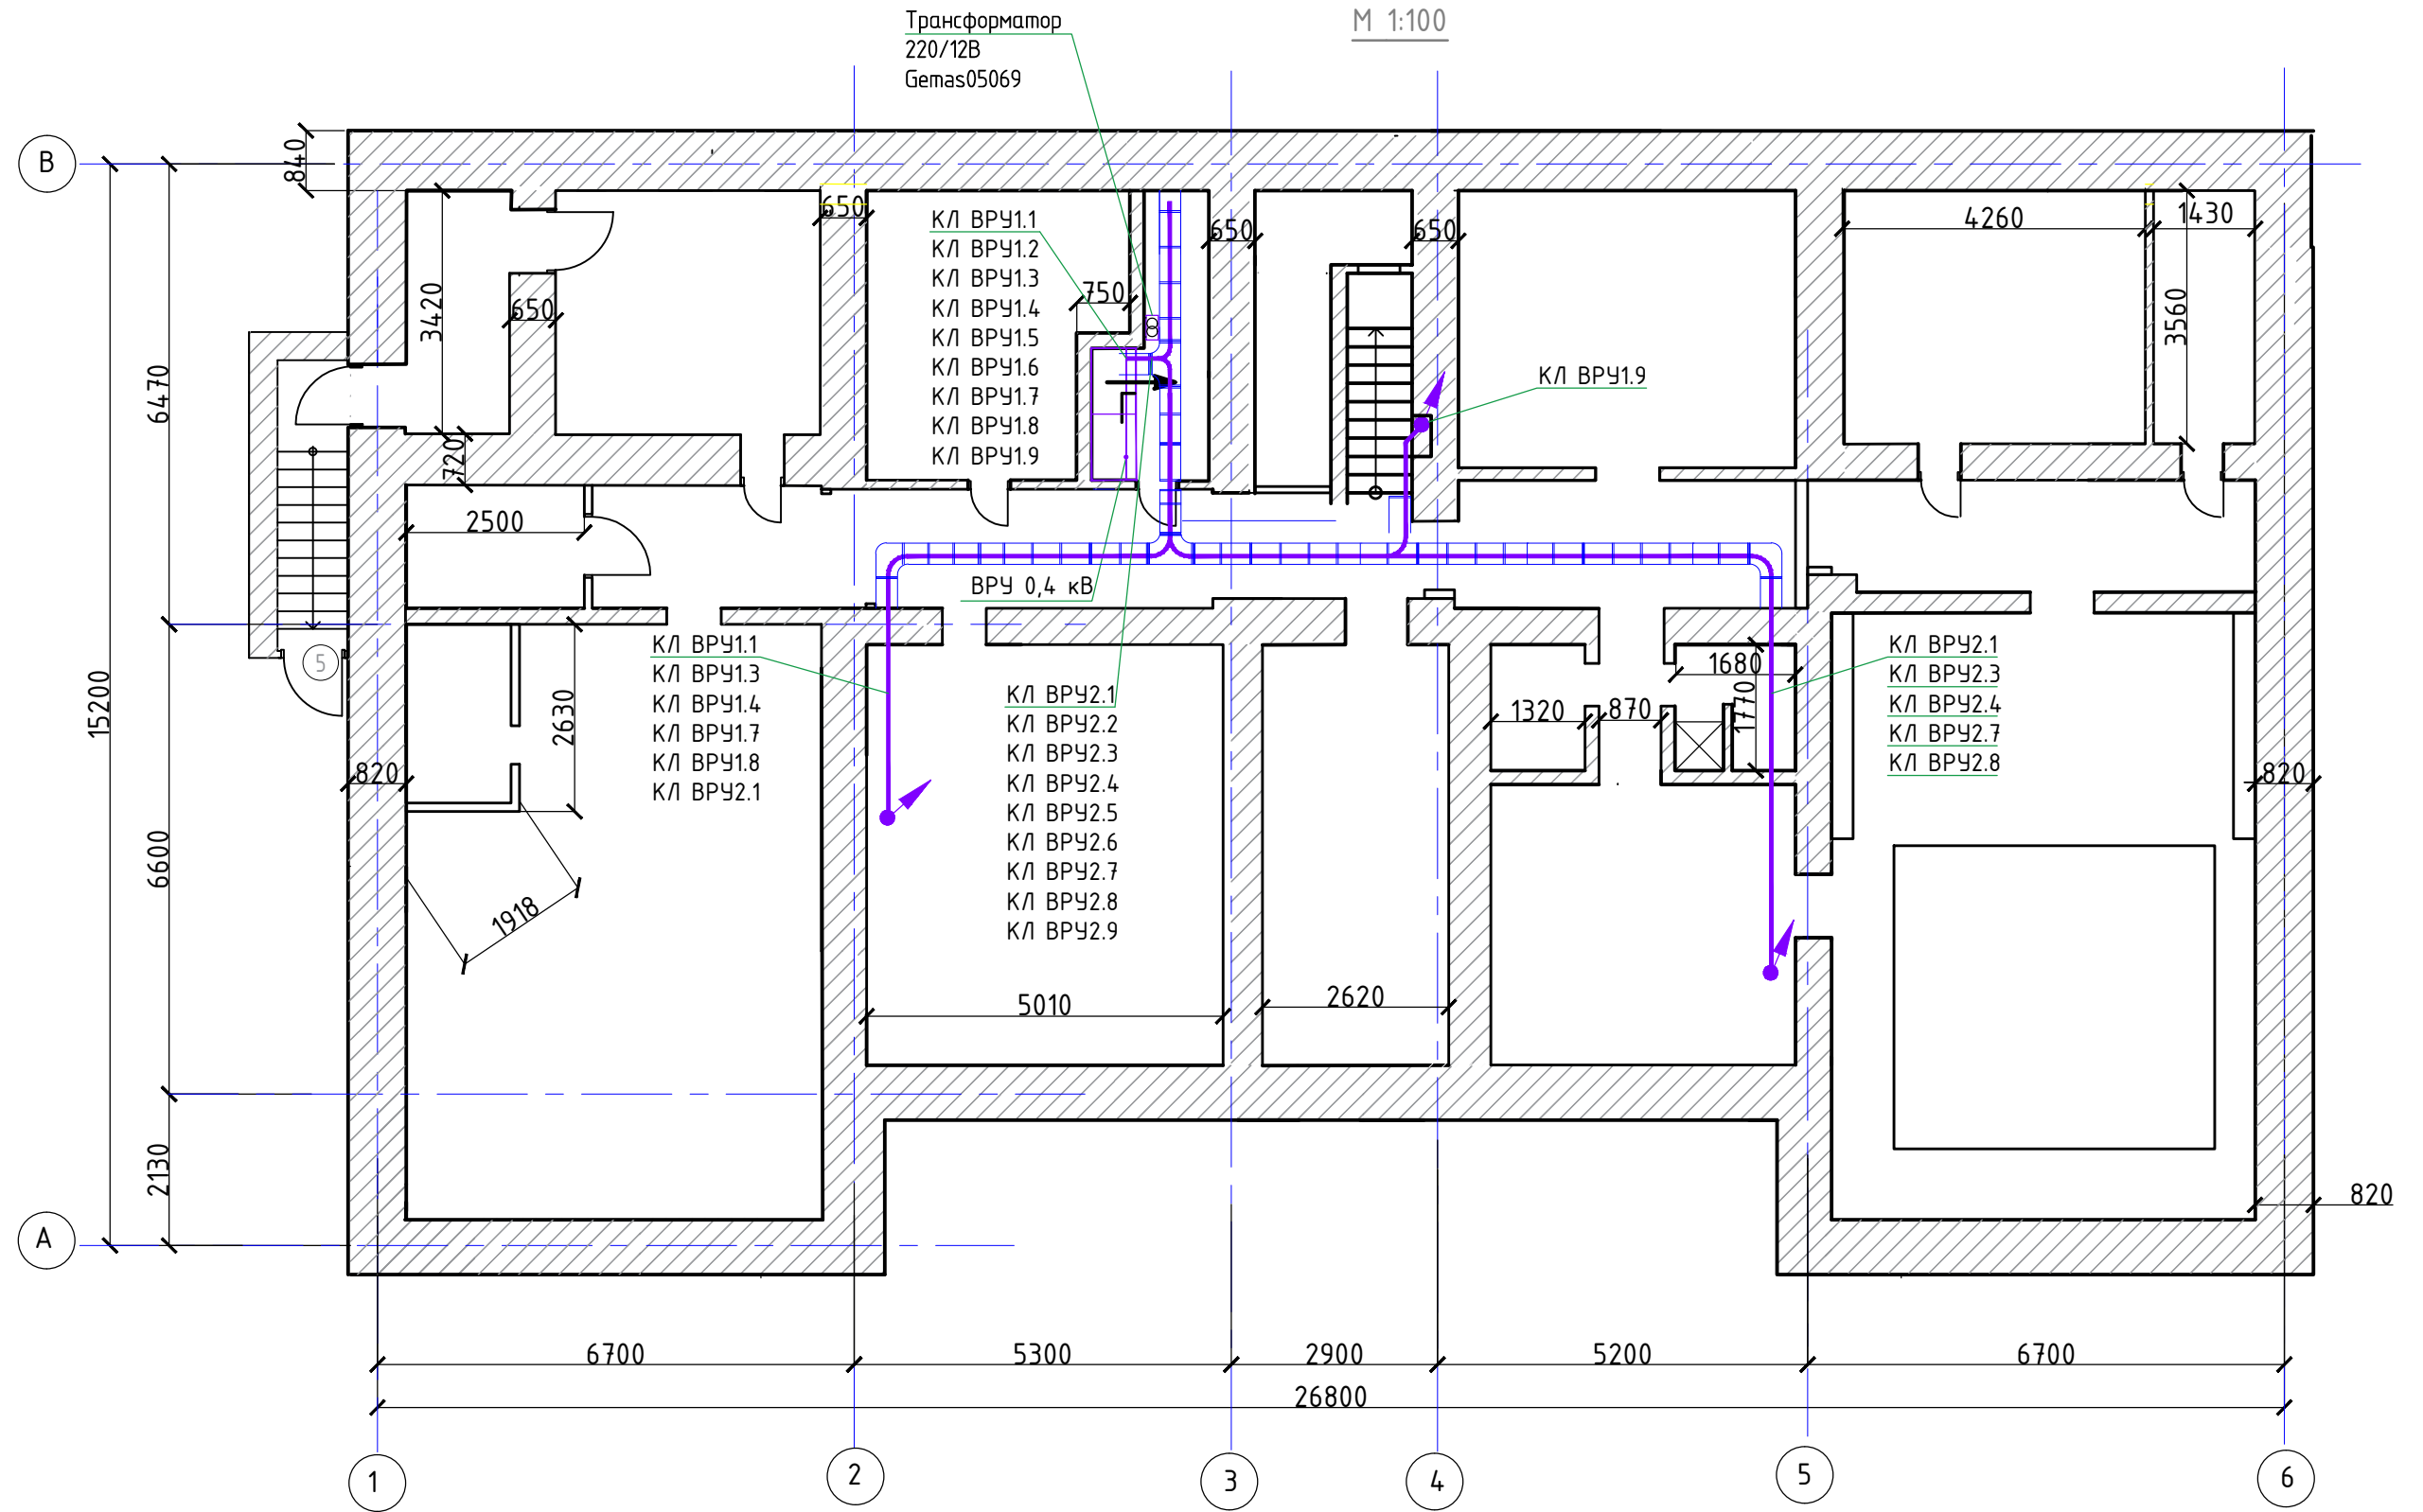 Трансформатор
220/12В
Gemas05069
М 1:100
В
840
650
КЛ ВРУ1.1
КЛ ВРУ1.2
КЛ ВРУ1.3
КЛ ВРУ1.4
КЛ ВРУ1.5
КЛ ВРУ1.6
КЛ ВРУ1.7
КЛ ВРУ1.8
КЛ ВРУ1.9
650
650
4260
1430
750
3420
650
3560
КЛ ВРУ1.9
6470
720
2500
ВРУ 0,4 кВ
5
КЛ ВРУ1.1
КЛ ВРУ1.3
КЛ ВРУ1.4
КЛ ВРУ1.7
КЛ ВРУ1.8
КЛ ВРУ2.1
КЛ ВРУ2.1
КЛ ВРУ2.2
КЛ ВРУ2.3
КЛ ВРУ2.4
КЛ ВРУ2.5
КЛ ВРУ2.6
КЛ ВРУ2.7
КЛ ВРУ2.8
КЛ ВРУ2.9
1680
1770
1320
870
КЛ ВРУ2.1
КЛ ВРУ2.3
КЛ ВРУ2.4
КЛ ВРУ2.7
КЛ ВРУ2.8
15200
2630
820
820
6600
1918
5010
2620
2130
820
А
6700
5300
2900
5200
6700
26800
1
2
3
4
5
6